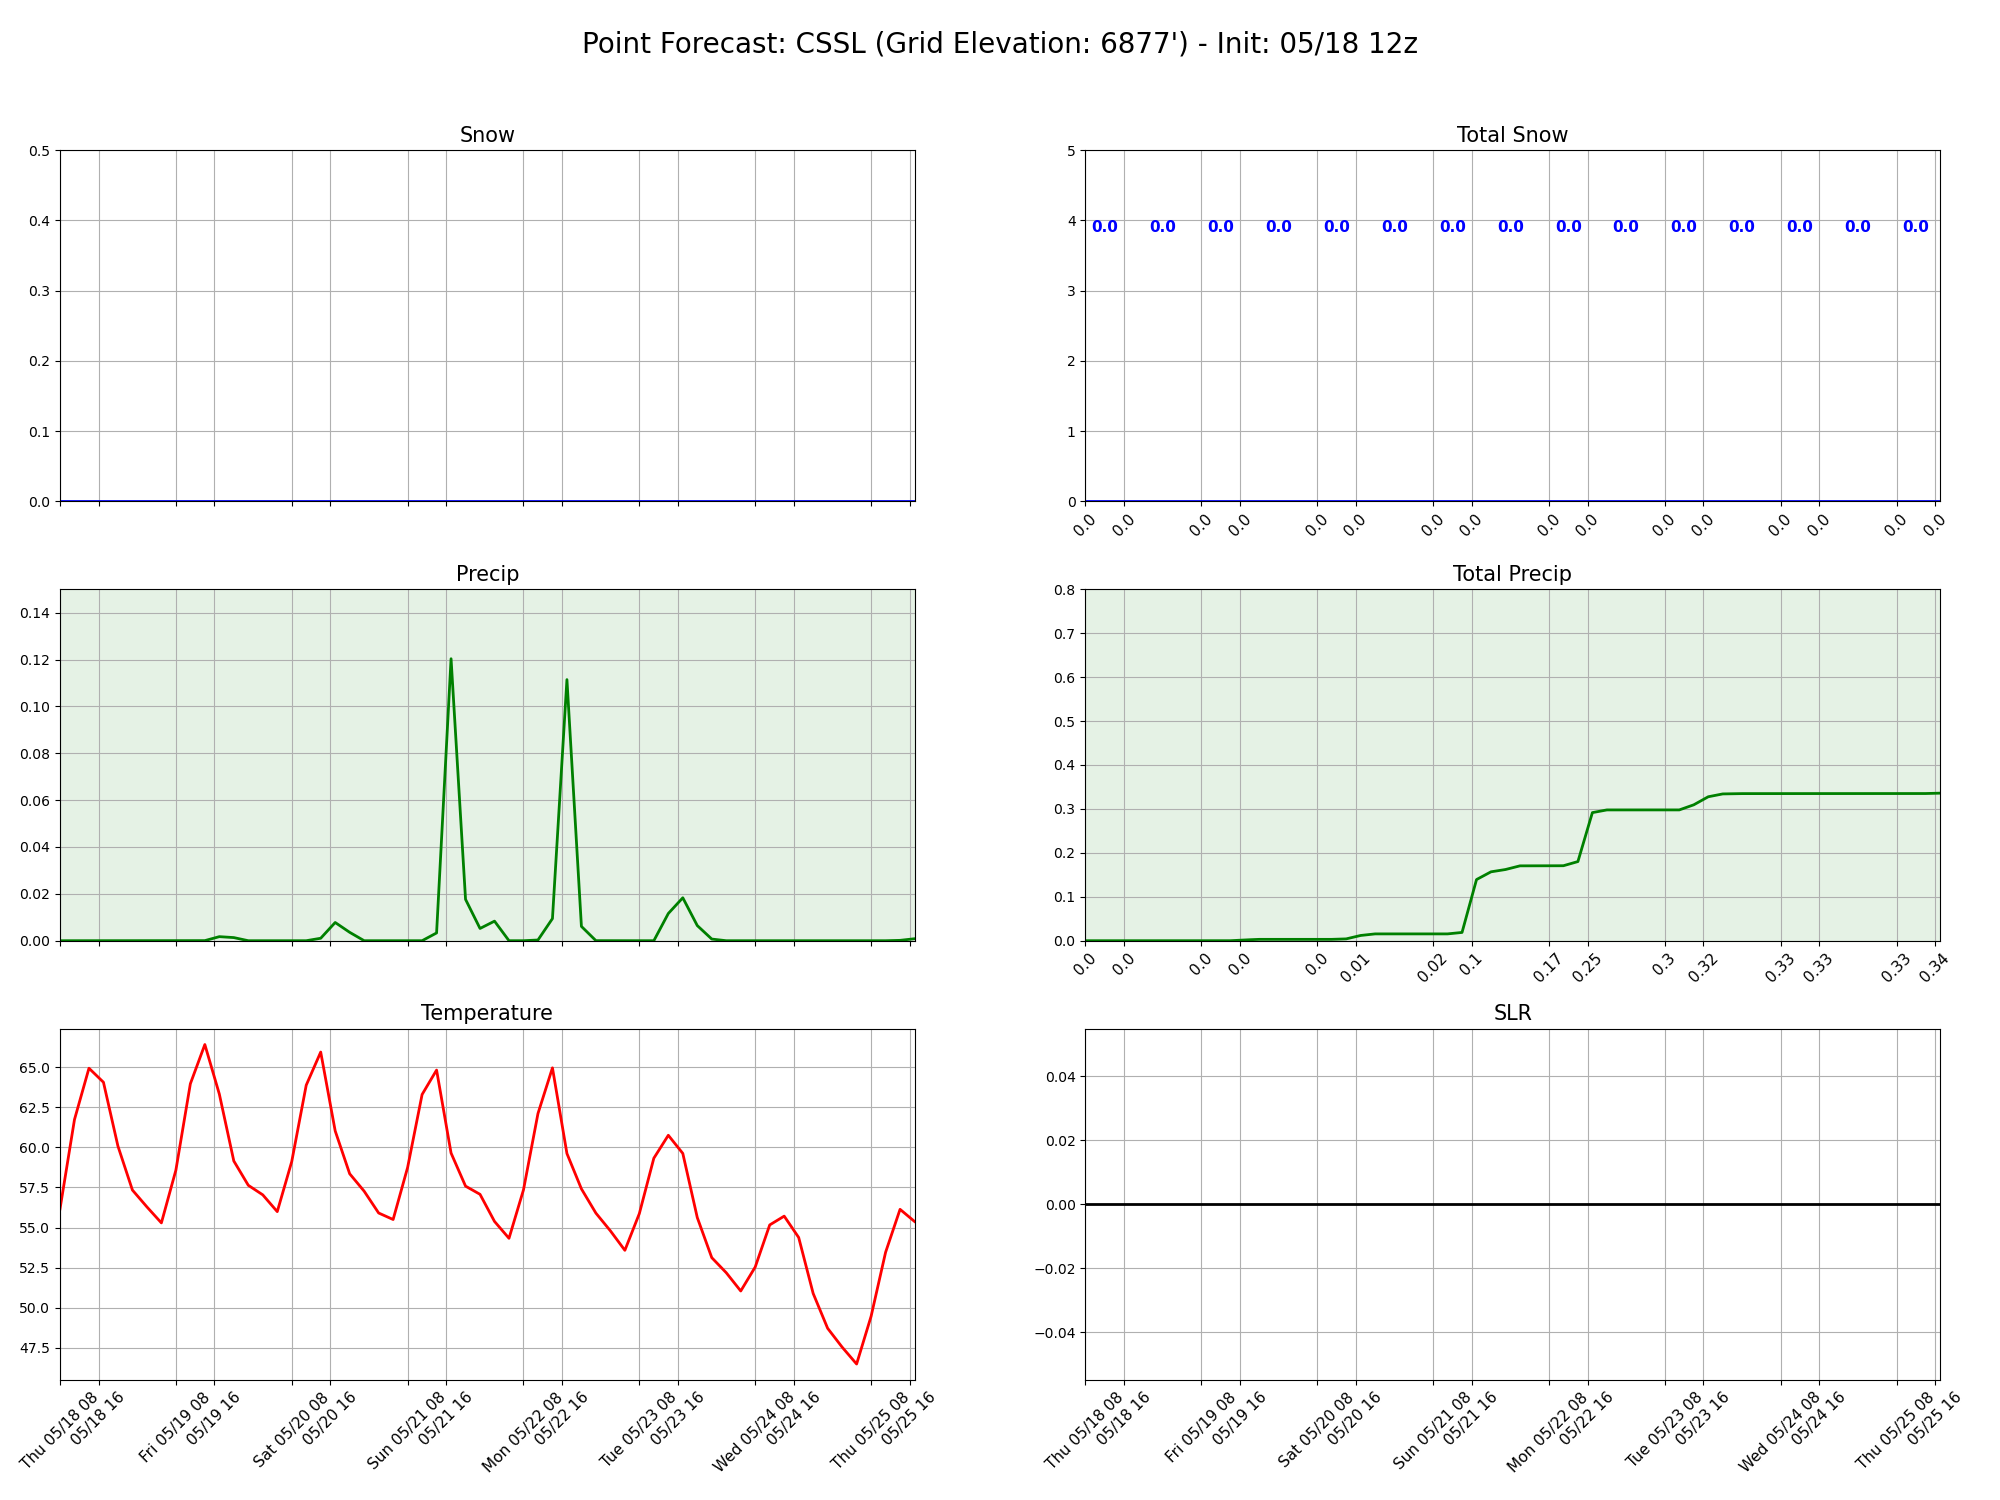 Point Forecast: CSSL (Grid Elevation: 6877') - Init: 05/18 12z
Snow
0.5
0.4
0.3
0.2
0.1
0.0
Total Snow
5
4
3
2
1
0
0.0 0.0 0.0 0.0 0.0 0.0 0.0 0.0 0.0 0.0 0.0 0.0 0.0 0.0 0.0
0.0 0.0 0.0 0.0 0.0 0.0 0.0 0.0 0.0 0.0 0.0 0.0 0.0 0.0 0.0 0.0
Precip
0.14
0.12
0.10
0.08
0.06
0.04
0.02
0.00
Total Precip
0.8
0.7
0.6
0.5
0.4
0.3
0.2
0.1
0.0
0.0 0.0 0.0 0.0 0.0 0.01 0.02 0.1 0.17 0.25 0.3 0.32 0.33 0.33 0.33 0.34
Temperature
65.0
62.5
60.0
57.5
55.0
52.5
50.0
47.5
Thu 05/18 08
05/18 16
Fri 05/19 08
05/19 16
Sat 05/20 08
05/20 16
Sun 05/21 08
05/21 16
Mon 05/22 08
05/22 16
Tue 05/23 08
05/23 16
Wed 05/24 08
05/24 16
Thu 05/25 08
05/25 16
SLR
0.04
0.02
0.00
−0.02
−0.04
Thu 05/18 08
05/18 16
Fri 05/19 08
05/19 16
Sat 05/20 08
05/20 16
Sun 05/21 08
05/21 16
Mon 05/22 08
05/22 16
Tue 05/23 08
05/23 16
Wed 05/24 08
05/24 16
Thu 05/25 08
05/25 16